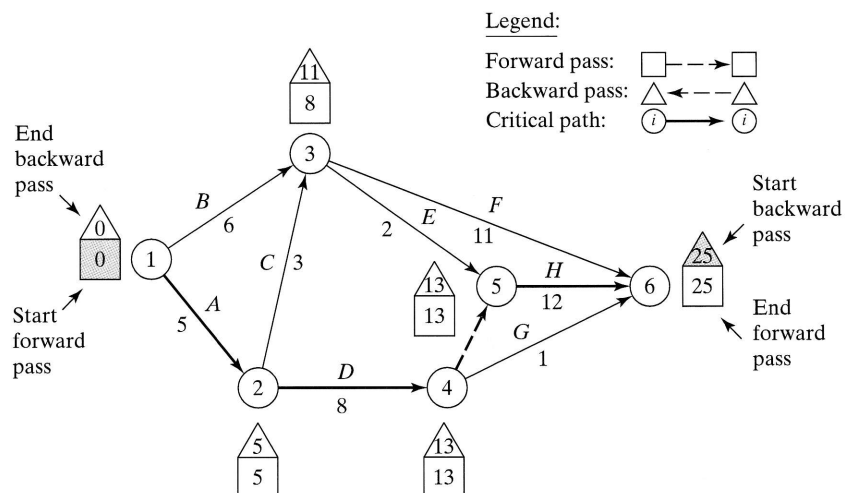 Legend:
Forward pass:
Backward pass:
Critical path: i i
11
8
End
backward
pass
3
Start
backward
pass
B
6
F
11
E
2
0
0
1
C
3
25
25
13
13
5
H
12
6
Start
forward
pass
A
5
G
1
End
forward
pass
2
D
8
4
5
5
13
13